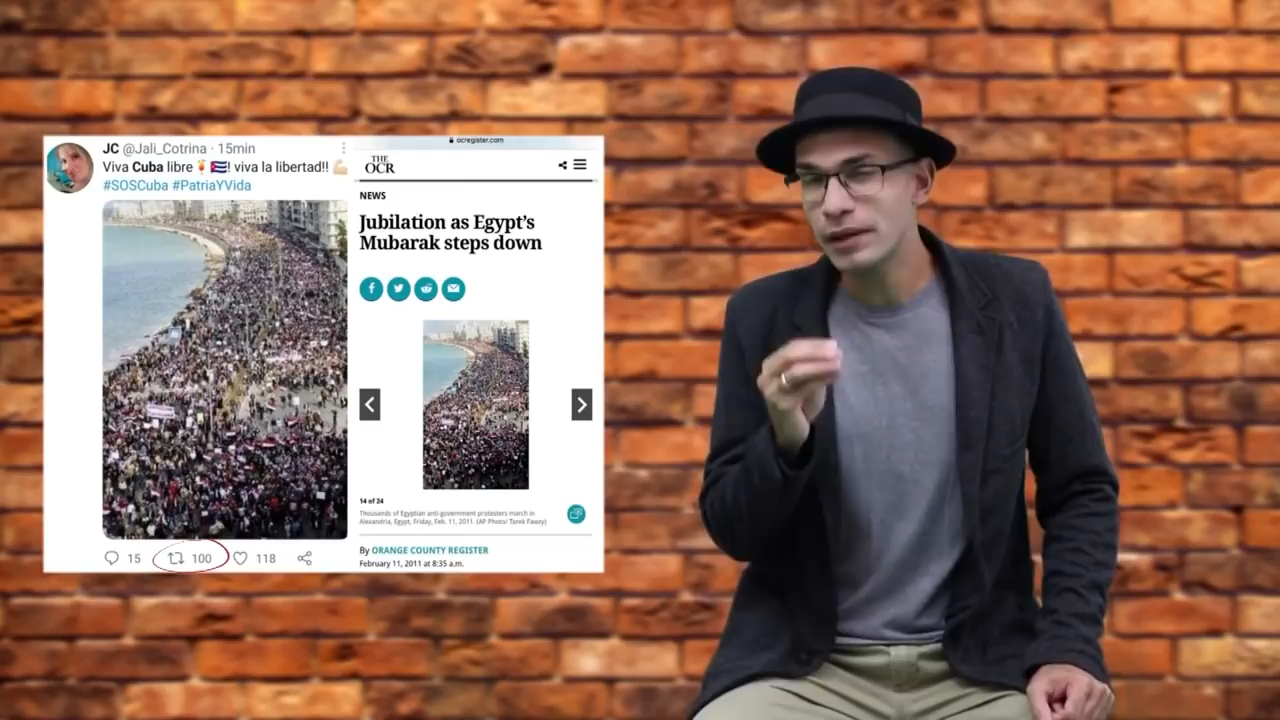 JC @Jali_Cotrina · 15min
Viva Cuba libre 🇨🇺! viva la libertad!! 💪🏼
#SOSCuba #PatriaYVida
15 100 118
ocregister.com
THE
OCR
NEWS
Jubilation as Egypt's
Mubarak steps down
14 of 24
Thousands of Egyptian anti-government protesters march in
Alexandria, Egypt, Friday, Feb. 11, 2011. (AP Photo/ Tarek Fawzy)
By ORANGE COUNTY REGISTER
February 11, 2011 at 8:35 a.m.